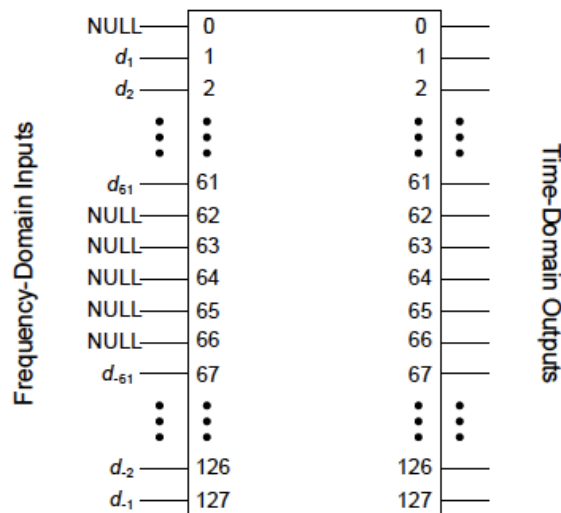 Frequency-Domain Inputs
NULL 0 0
d₁ 1 1
d₂ 2 2
d₆₁ 61 61
NULL 62 62
NULL 63 63
NULL 64 64
NULL 65 65
NULL 66 66
d₋₆₁ 67 67
d₋₂ 126 126
d₋₁ 127 127
Time-Domain Outputs